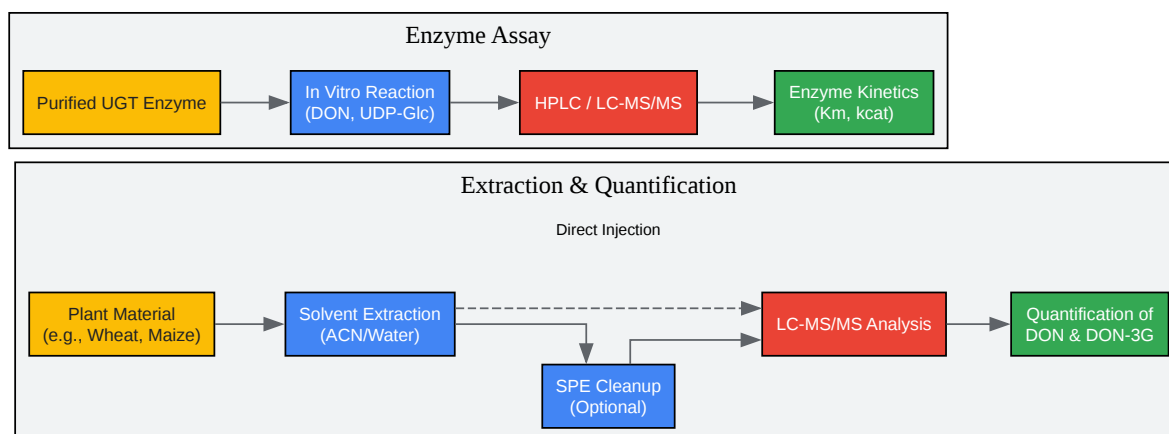 Enzyme Assay
Purified UGT Enzyme
In Vitro Reaction
(DON, UDP-Glc)
HPLC / LC-MS/MS
Enzyme Kinetics
(Km, kcat)
Extraction & Quantification
Direct Injection
Plant Material
(e.g., Wheat, Maize)
Solvent Extraction
(ACN/Water)
SPE Cleanup
(Optional)
LC-MS/MS Analysis
Quantification of
DON & DON-3G